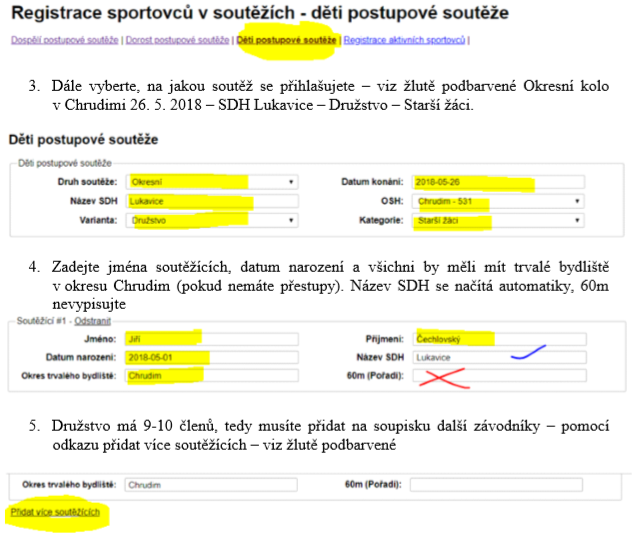 Registrace sportovců v soutěžích - děti postupové soutěže
Dospělí postupové soutěže | Dorost postupové soutěže | Děti postupové soutěže | Registrace aktivních sportovců |
3. Dále vyberte, na jakou soutěž se přihlašujete – viz žlutě podbarvené Okresní kolo
v Chrudimi 26. 5. 2018 – SDH Lukavice – Družstvo – Starší žáci.
Děti postupové soutěže
Děti postupové soutěže
Druh soutěže: Okresní Datum konání: 2018-05-26
Název SDH Lukavice OSH: Chrudim - 531
Varianta: Družstvo Kategorie: Starší žáci
4. Zadejte jména soutěžících, datum narození a všichni by měli mít trvalé bydliště
v okresu Chrudim (pokud nemáte přestupy). Název SDH se načítá automatiky, 60m
nevypisujte
Soutěžící #1 - Odstranit
Jméno: Jiří Příjmení: Čechlovský
Datum narození: 2018-05-01 Název SDH Lukavice
Okres trvalého bydliště: Chrudim 60m (Pořadí):
5. Družstvo má 9-10 členů, tedy musíte přidat na soupisku další závodníky – pomocí
odkazu přidat více soutěžících – viz žlutě podbarvené
Okres trvalého bydliště: Chrudim 60m (Pořadí):
Přidat více soutěžících